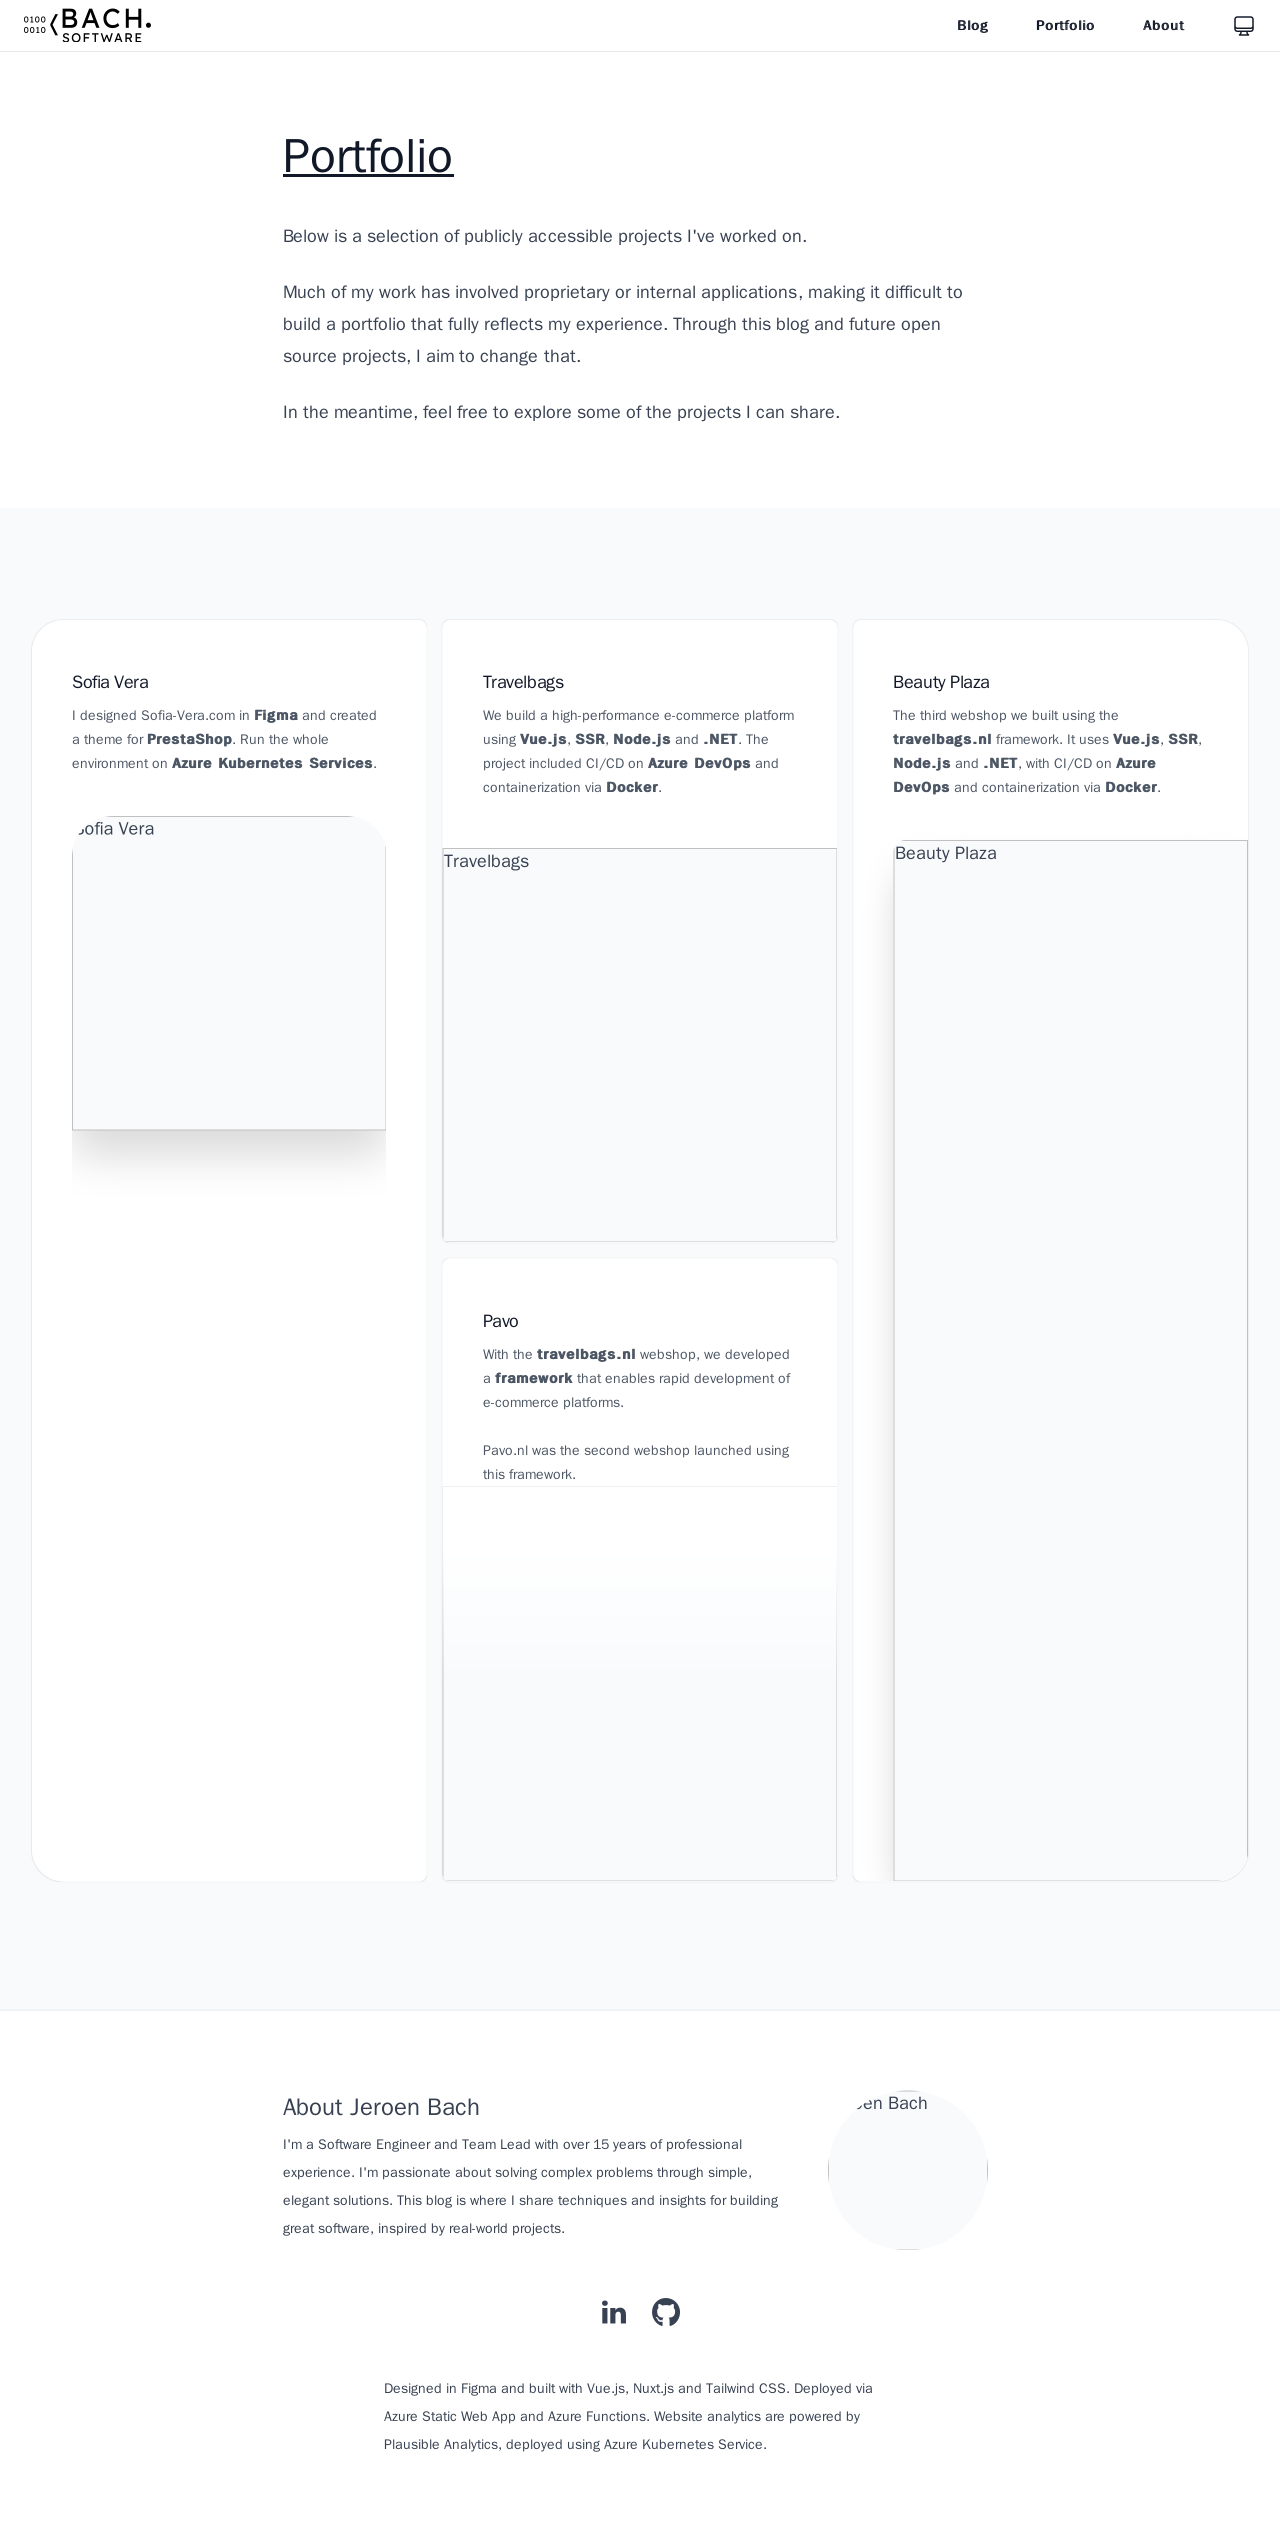 0100
0010
BACH.
SOFTWARE
Blog
Portfolio
About
Portfolio
Below is a selection of publicly accessible projects I've worked on.
Much of my work has involved proprietary or internal applications, making it difficult to
build a portfolio that fully reflects my experience. Through this blog and future open
source projects, I aim to change that.
In the meantime, feel free to explore some of the projects I can share.
Sofia Vera
I designed Sofia-Vera.com in Figma and created
a theme for PrestaShop. Run the whole
environment on Azure Kubernetes Services.
Sofia Vera
Travelbags
We build a high-performance e-commerce platform
using Vue.js, SSR, Node.js and .NET. The
project included CI/CD on Azure DevOps and
containerization via Docker.
Travelbags
Pavo
With the travelbags.nl webshop, we developed
a framework that enables rapid development of
e-commerce platforms.
Pavo.nl was the second webshop launched using
this framework.
Beauty Plaza
The third webshop we built using the
travelbags.nl framework. It uses Vue.js, SSR,
Node.js and .NET, with CI/CD on Azure
DevOps and containerization via Docker.
Beauty Plaza
About Jeroen Bach
I'm a Software Engineer and Team Lead with over 15 years of professional
experience. I'm passionate about solving complex problems through simple,
elegant solutions. This blog is where I share techniques and insights for building
great software, inspired by real-world projects.
en Bach
in
Designed in Figma and built with Vue.js, Nuxt.js and Tailwind CSS. Deployed via
Azure Static Web App and Azure Functions. Website analytics are powered by
Plausible Analytics, deployed using Azure Kubernetes Service.